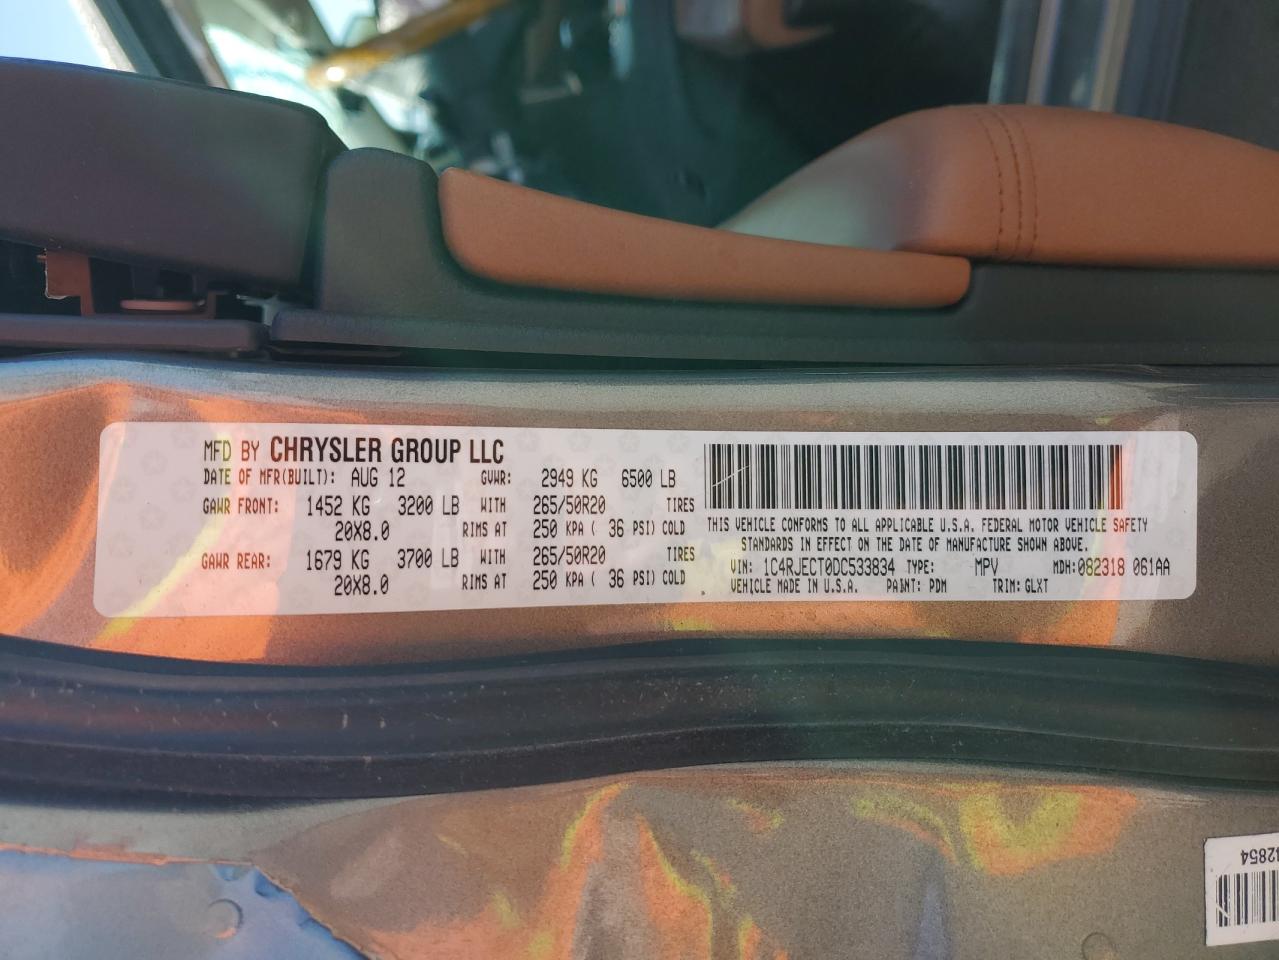 MFD BY CHRYSLER GROUP LLC
DATE OF MFR(BUILT): AUG 12 GVWR: 2949 KG 6500 LB
GAWR FRONT: 1452 KG 3200 LB WITH 265/50R20 TIRES
20X8.0 RIMS AT 250 KPA ( 36 PSI) COLD
GAWR REAR: 1679 KG 3700 LB WITH 265/50R20 TIRES
20X8.0 RIMS AT 250 KPA ( 36 PSI) COLD
THIS VEHICLE CONFORMS TO ALL APPLICABLE U.S.A. FEDERAL MOTOR VEHICLE SAFETY
STANDARDS IN EFFECT ON THE DATE OF MANUFACTURE SHOWN ABOVE.
VIN: 1C4RJECT0DC533834 TYPE: MPV MDH:082318 061AA
VEHICLE MADE IN U.S.A. PAINT: PDM TRIM: GLXT
42854